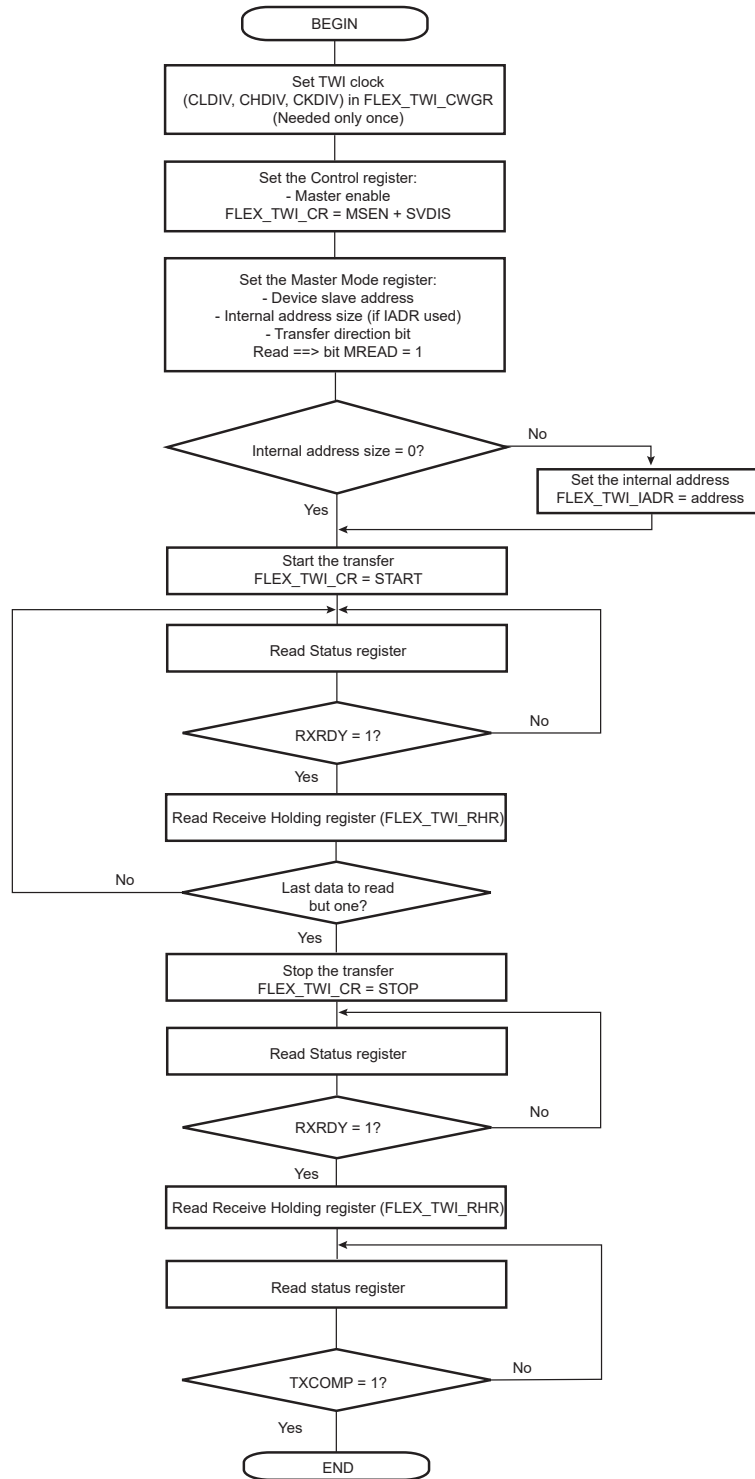 BEGIN
Set TWI clock
(CLDIV, CHDIV, CKDIV) in FLEX_TWI_CWGR
(Needed only once)
Set the Control register:
- Master enable
FLEX_TWI_CR = MSEN + SVDIS
Set the Master Mode register:
- Device slave address
- Internal address size (if IADR used)
- Transfer direction bit
Read ==> bit MREAD = 1
Internal address size = 0?
No
Set the internal address
FLEX_TWI_IADR = address
Yes
Start the transfer
FLEX_TWI_CR = START
Read Status register
RXRDY = 1?
No
Yes
Read Receive Holding register (FLEX_TWI_RHR)
No
Last data to read
but one?
Yes
Stop the transfer
FLEX_TWI_CR = STOP
Read Status register
RXRDY = 1?
No
Yes
Read Receive Holding register (FLEX_TWI_RHR)
Read status register
TXCOMP = 1?
No
Yes
END